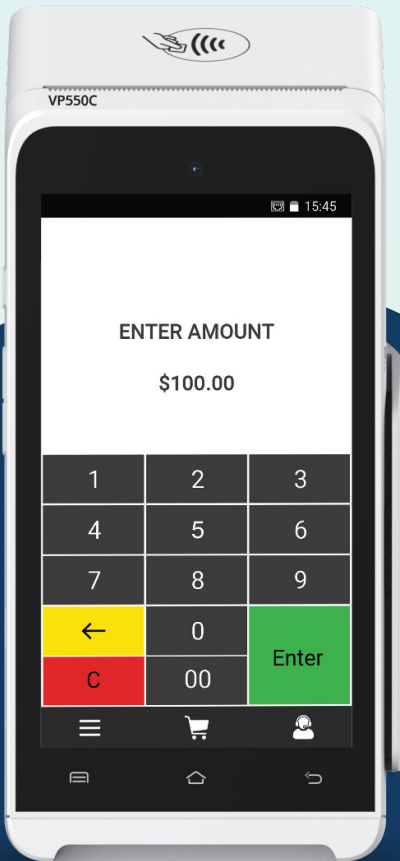 VP550C
15:45
ENTER AMOUNT
$100.00
1 2 3
4 5 6
7 8 9
← 0 Enter
C 00